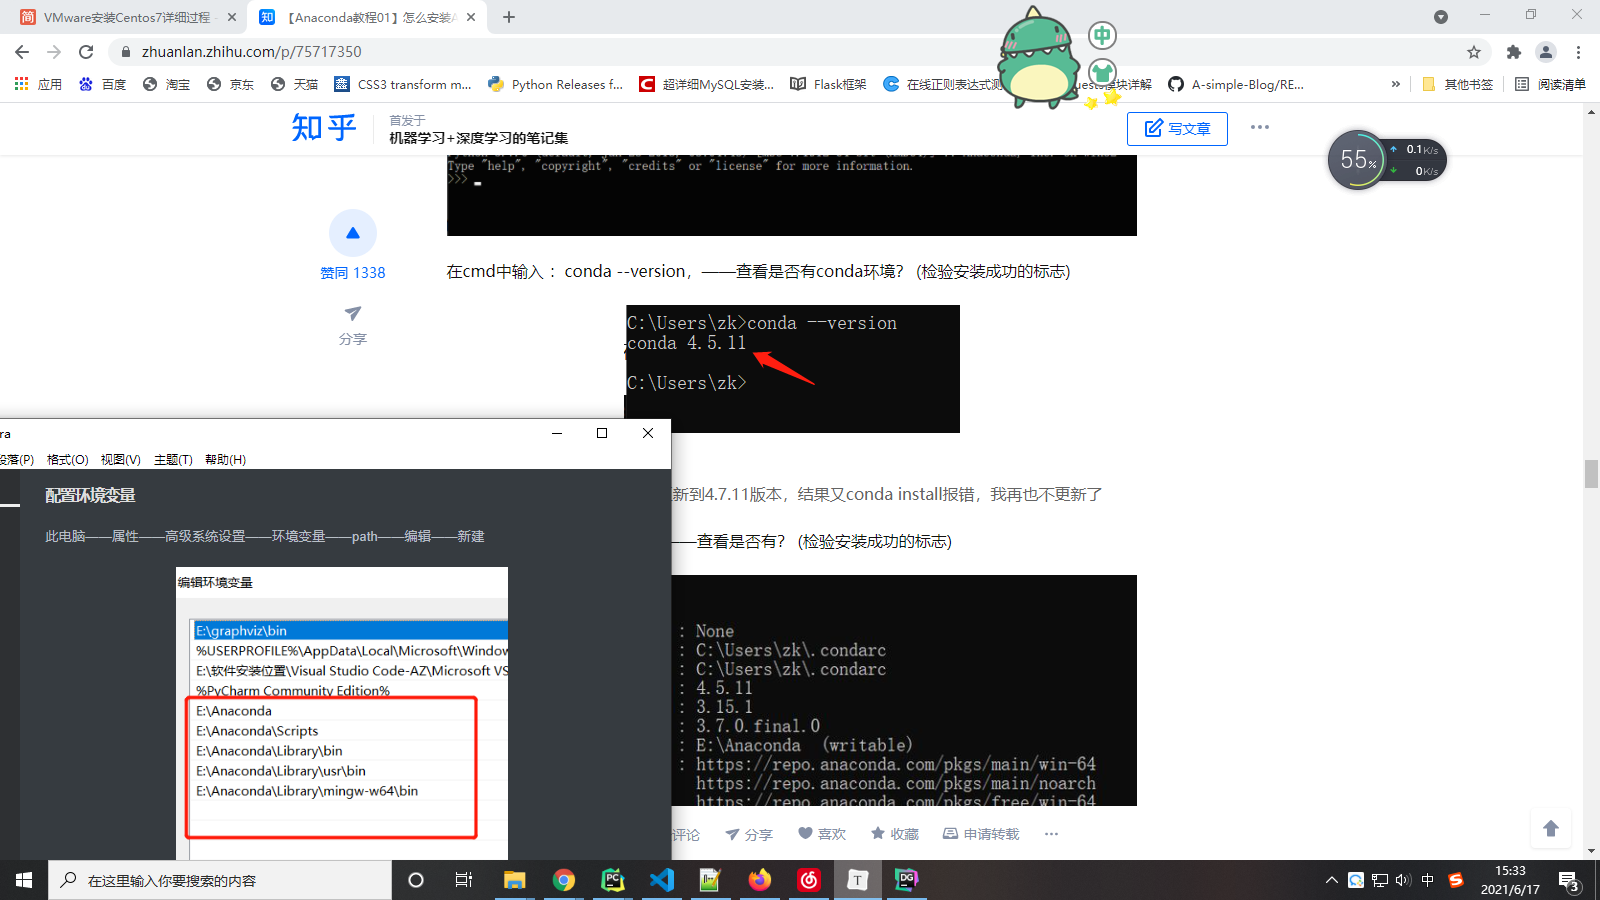 VMware安装Centos7详细过程
【Anaconda教程01】怎么安装A
zhuanlan.zhihu.com/p/75717350
应用
百度
淘宝
京东
天猫
CSS3 transform m...
Python Releases f...
超详细MySQL安装...
Flask框架
在线正则表达式测
uests模块详解
A-simple-Blog/RE...
»
其他书签
阅读清单
中
知乎
首发于
机器学习+深度学习的笔记集
写文章
55%
0.1K/s
0K/s
Type "help", "copyright", "credits" or "license" for more information.
>>>
赞同 1338
分享
在cmd中输入 ：conda --version，——查看是否有conda环境？ (检验安装成功的标志)
C:\Users\zk>conda --version
conda 4.5.11
C:\Users\zk>
新到4.7.11版本，结果又conda install报错，我再也不更新了
——查看是否有？ (检验安装成功的标志)
: None
: C:\Users\zk\.condarc
: C:\Users\zk\.condarc
: 4.5.11
: 3.15.1
: 3.7.0.final.0
: E:\Anaconda (writable)
: https://repo.anaconda.com/pkgs/main/win-64
https://repo.anaconda.com/pkgs/main/noarch
https://repo.anaconda.com/pkgs/free/win-64
评论
分享
喜欢
收藏
申请转载
ra
段落(P)
格式(O)
视图(V)
主题(T)
帮助(H)
配置环境变量
此电脑——属性——高级系统设置——环境变量——path——编辑——新建
编辑环境变量
E:\graphviz\bin
%USERPROFILE%\AppData\Local\Microsoft\Window
E:\软件安装位置\Visual Studio Code-AZ\Microsoft VS
%PyCharm Community Edition%
E:\Anaconda
E:\Anaconda\Scripts
E:\Anaconda\Library\bin
E:\Anaconda\Library\usr\bin
E:\Anaconda\Library\mingw-w64\bin
在这里输入你要搜索的内容
中
15:33
2021/6/17
3